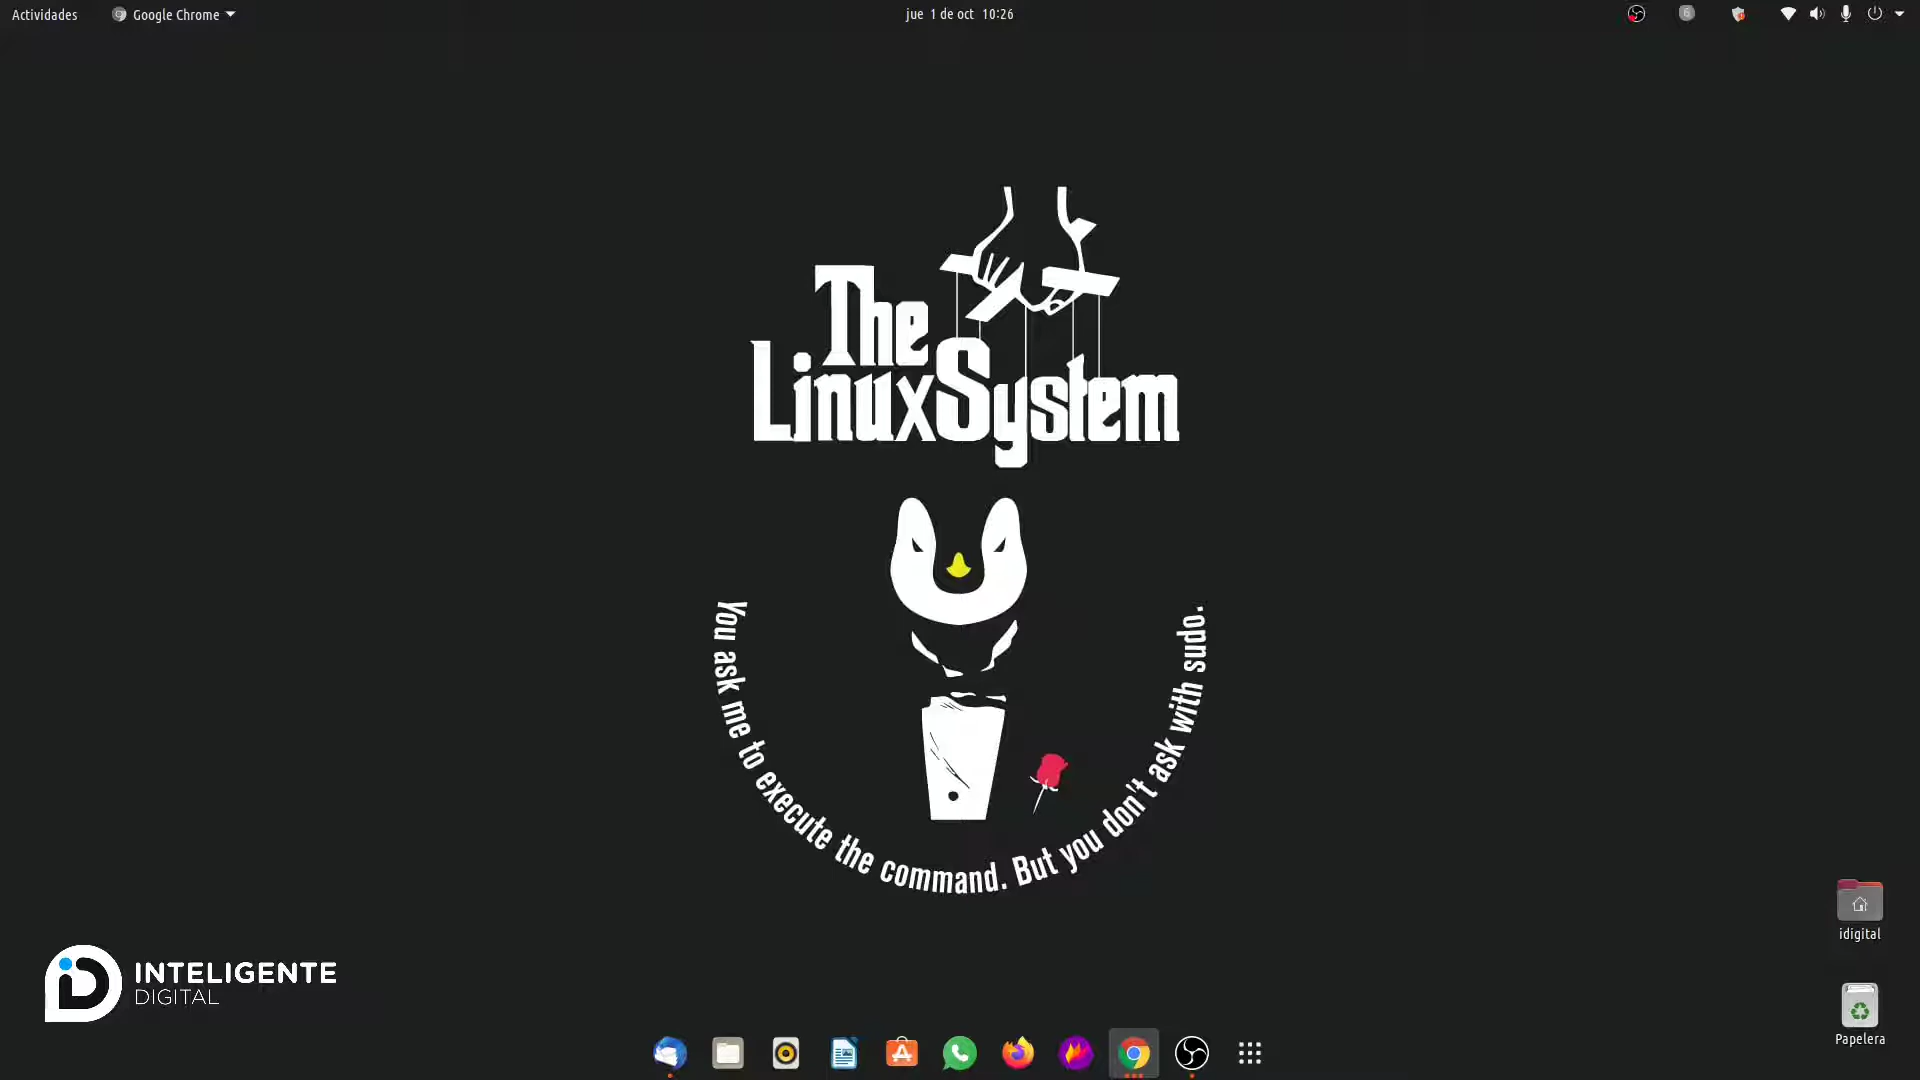 Actividades
Google Chrome
jue 1 de oct 10:26
6
The
LinuxSystem
You ask me to execute the command. But you don't ask with sudo.
idigital
INTELIGENTE
DIGITAL
Papelera